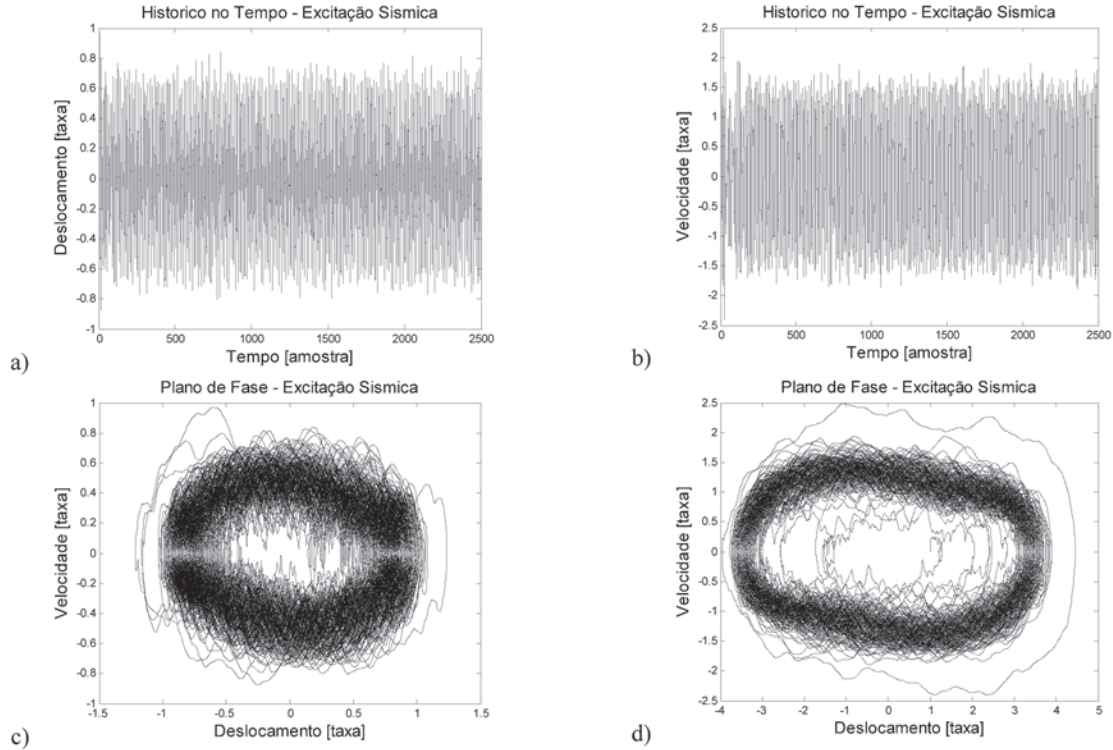 Historico no Tempo - Excitação Sismica
Deslocamento [taxa]
1
0.8
0.6
0.4
0.2
0
-0.2
-0.4
-0.6
-0.8
-1
0 500 1000 1500 2000 2500
Tempo [amostra]
a)
Historico no Tempo - Excitação Sismica
Velocidade [taxa]
2.5
2
1.5
1
0.5
0
-0.5
-1
-1.5
-2
-2.5
0 500 1000 1500 2000 2500
Tempo [amostra]
b)
Plano de Fase - Excitação Sismica
Velocidade [taxa]
1
0.8
0.6
0.4
0.2
0
-0.2
-0.4
-0.6
-0.8
-1
-1.5 -1 -0.5 0 0.5 1 1.5
Deslocamento [taxa]
c)
Plano de Fase - Excitação Sismica
Velocidade [taxa]
2.5
2
1.5
1
0.5
0
-0.5
-1
-1.5
-2
-2.5
-4 -3 -2 -1 0 1 2 3 4 5
Deslocamento [taxa]
d)